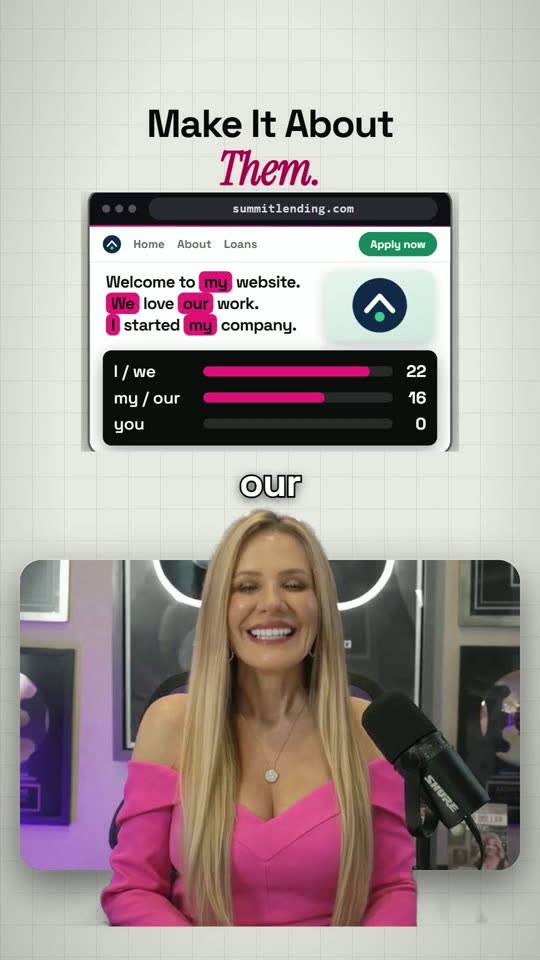 Make It About
Them.
summitlending.com
Home About Loans Apply now
Welcome to my website.
We love our work.
I started my company.
I / we 22
my / our 16
you 0
our
SHURE
DOLLAR